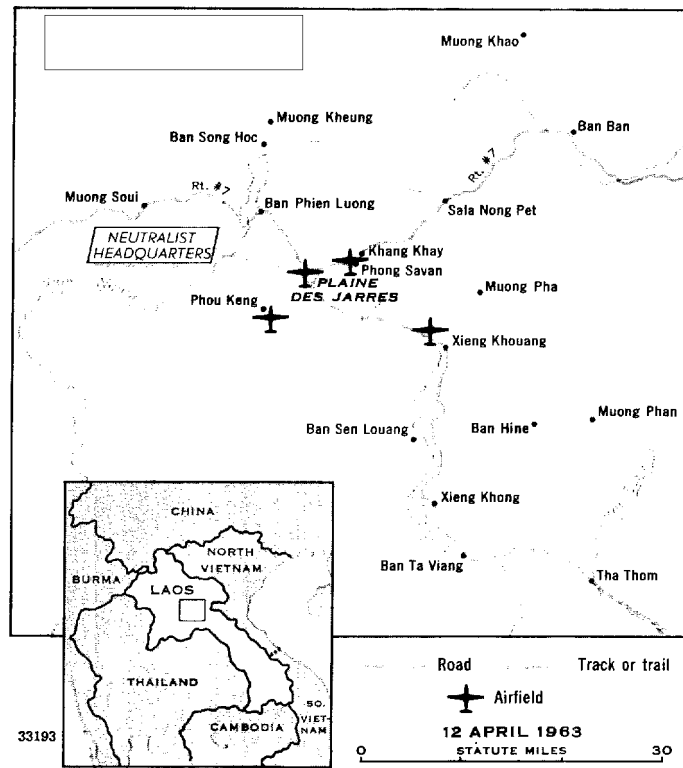 Muong Khao
Muong Kheung
Ban Ban
Ban Song Hoc
Rt. #7
Rt. #7
Muong Soui
Ban Phien Luong
Sala Nong Pet
NEUTRALIST
HEADQUARTERS
Khang Khay
Phong Savan
PLAINE
DES JARRES
Muong Pha
Phou Keng
Xieng Khouang
Muong Phan
Ban Sen Louang
Ban Hine
Xieng Khong
Ban Ta Viang
Tha Thom
CHINA
NORTH
VIETNAM
BURMA
LAOS
THAILAND
SO.
VIET-
NAM
CAMBODIA
Road
Track or trail
Airfield
33193
12 APRIL 1963
STATUTE MILES
0 30